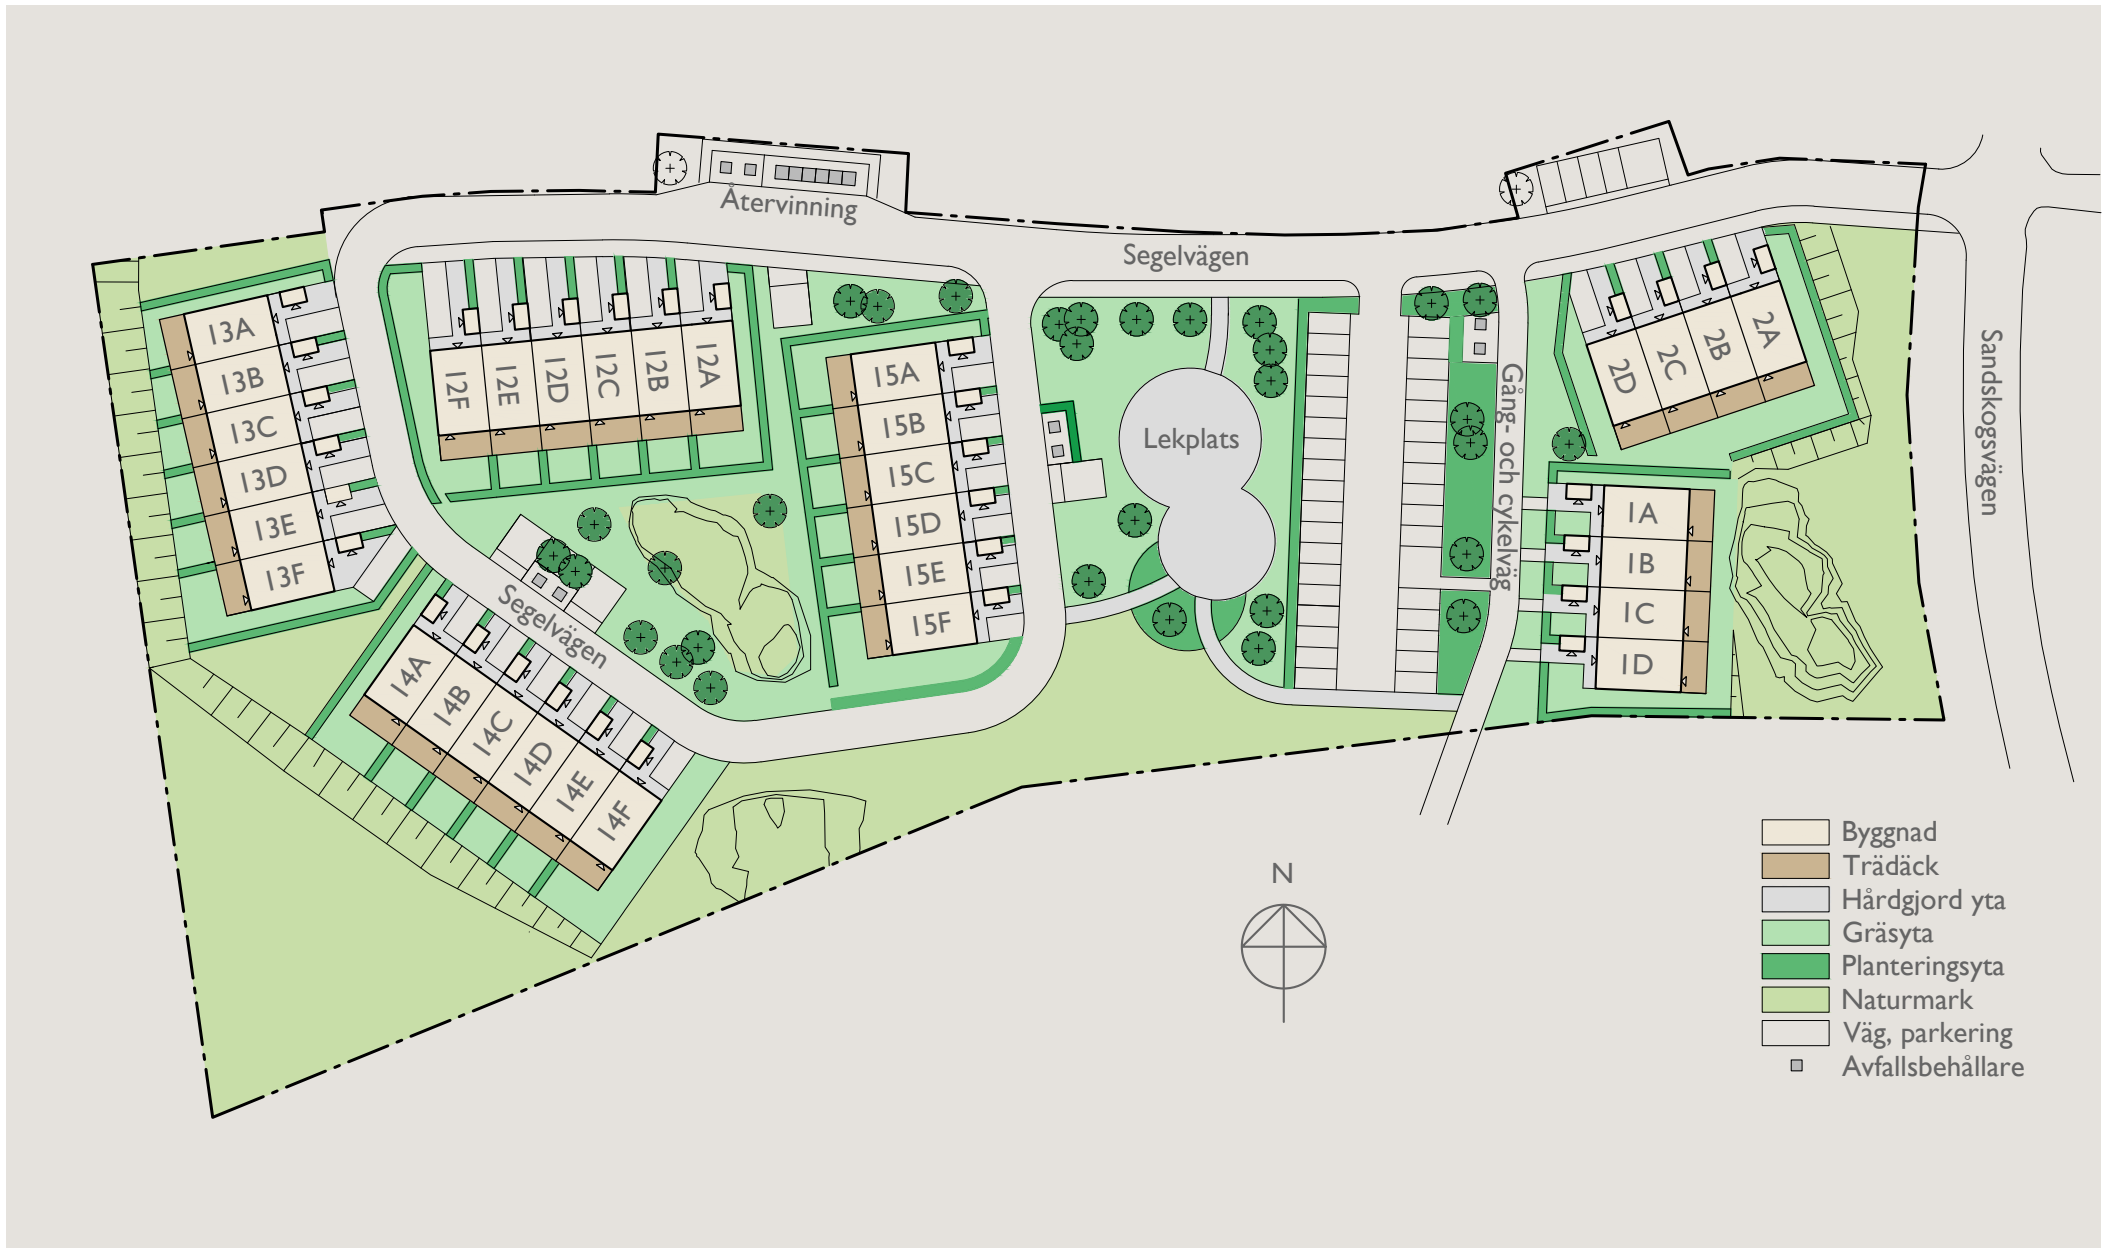 Återvinning
Segelvägen
13A
13B
13C
13D
13E
13F
12F
12E
12D
12C
12B
12A
15A
15B
15C
15D
15E
15F
14A
14B
14C
14D
14E
14F
Segelvägen
Lekplats
Gång- och cykelväg
2D
2C
2B
2A
1A
1B
1C
1D
Sandskogsvägen
N
Byggnad
Trädäck
Hårdgjord yta
Gräsyta
Planteringsyta
Naturmark
Väg, parkering
Avfallsbehållare